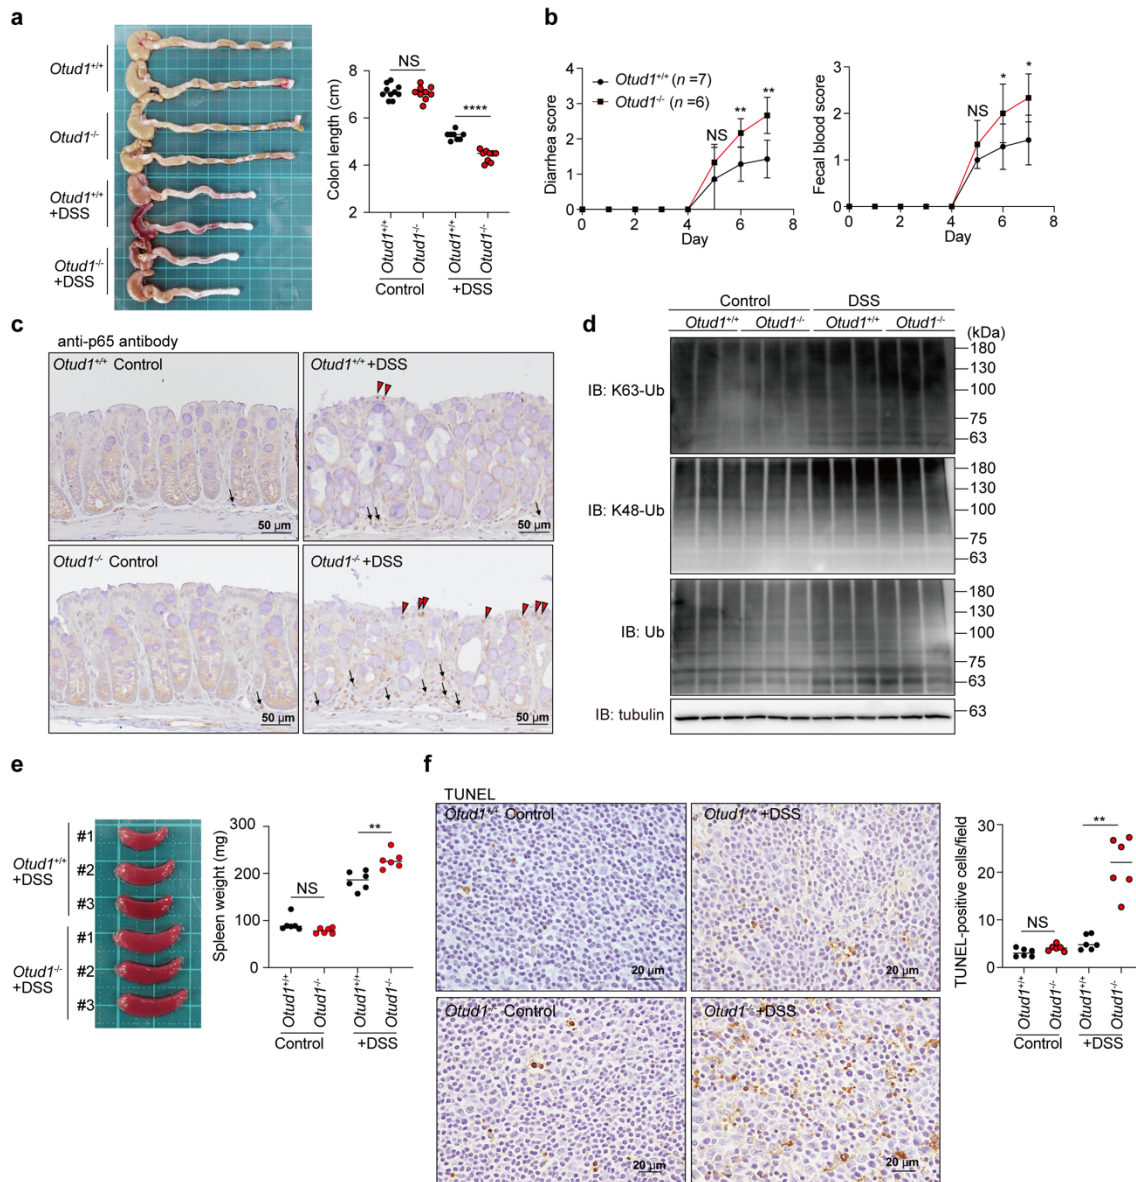 a
Otud1+/+
Otud1-/-
Otud1+/+
+DSS
Otud1-/-
+DSS
Colon length (cm)
8
6
4
2
NS
****
Otud1+/+
Otud1-/-
Otud1+/+
Otud1-/-
Control
+DSS
b
Diarrhea score
4
3
2
1
0
Otud1+/+ (n =7)
Otud1-/- (n =6)
NS
**
**
0
2
4
6
8
Day
Fecal blood score
4
3
2
1
0
NS
*
*
0
2
4
6
8
Day
c
anti-p65 antibody
Otud1+/+ Control
50 µm
Otud1+/+ +DSS
50 µm
Otud1-/- Control
50 µm
Otud1-/- +DSS
50 µm
d
Control
DSS
Otud1+/+
Otud1-/-
Otud1+/+
Otud1-/-
(kDa)
IB: K63-Ub
180
130
100
75
63
IB: K48-Ub
180
130
100
75
63
IB: Ub
180
130
100
75
63
IB: tubulin
63
e
Otud1+/+
+DSS
#1
#2
#3
Otud1-/-
+DSS
#1
#2
#3
Spleen weight (mg)
300
200
100
0
NS
**
Otud1+/+
Otud1-/-
Otud1+/+
Otud1-/-
Control
+DSS
f
TUNEL
Otud1+/+ Control
20 µm
Otud1+/+ +DSS
20 µm
Otud1-/- Control
20 µm
Otud1-/- +DSS
20 µm
TUNEL-positive cells/field
30
20
10
0
NS
**
Otud1+/+
Otud1-/-
Otud1+/+
Otud1-/-
Control
+DSS